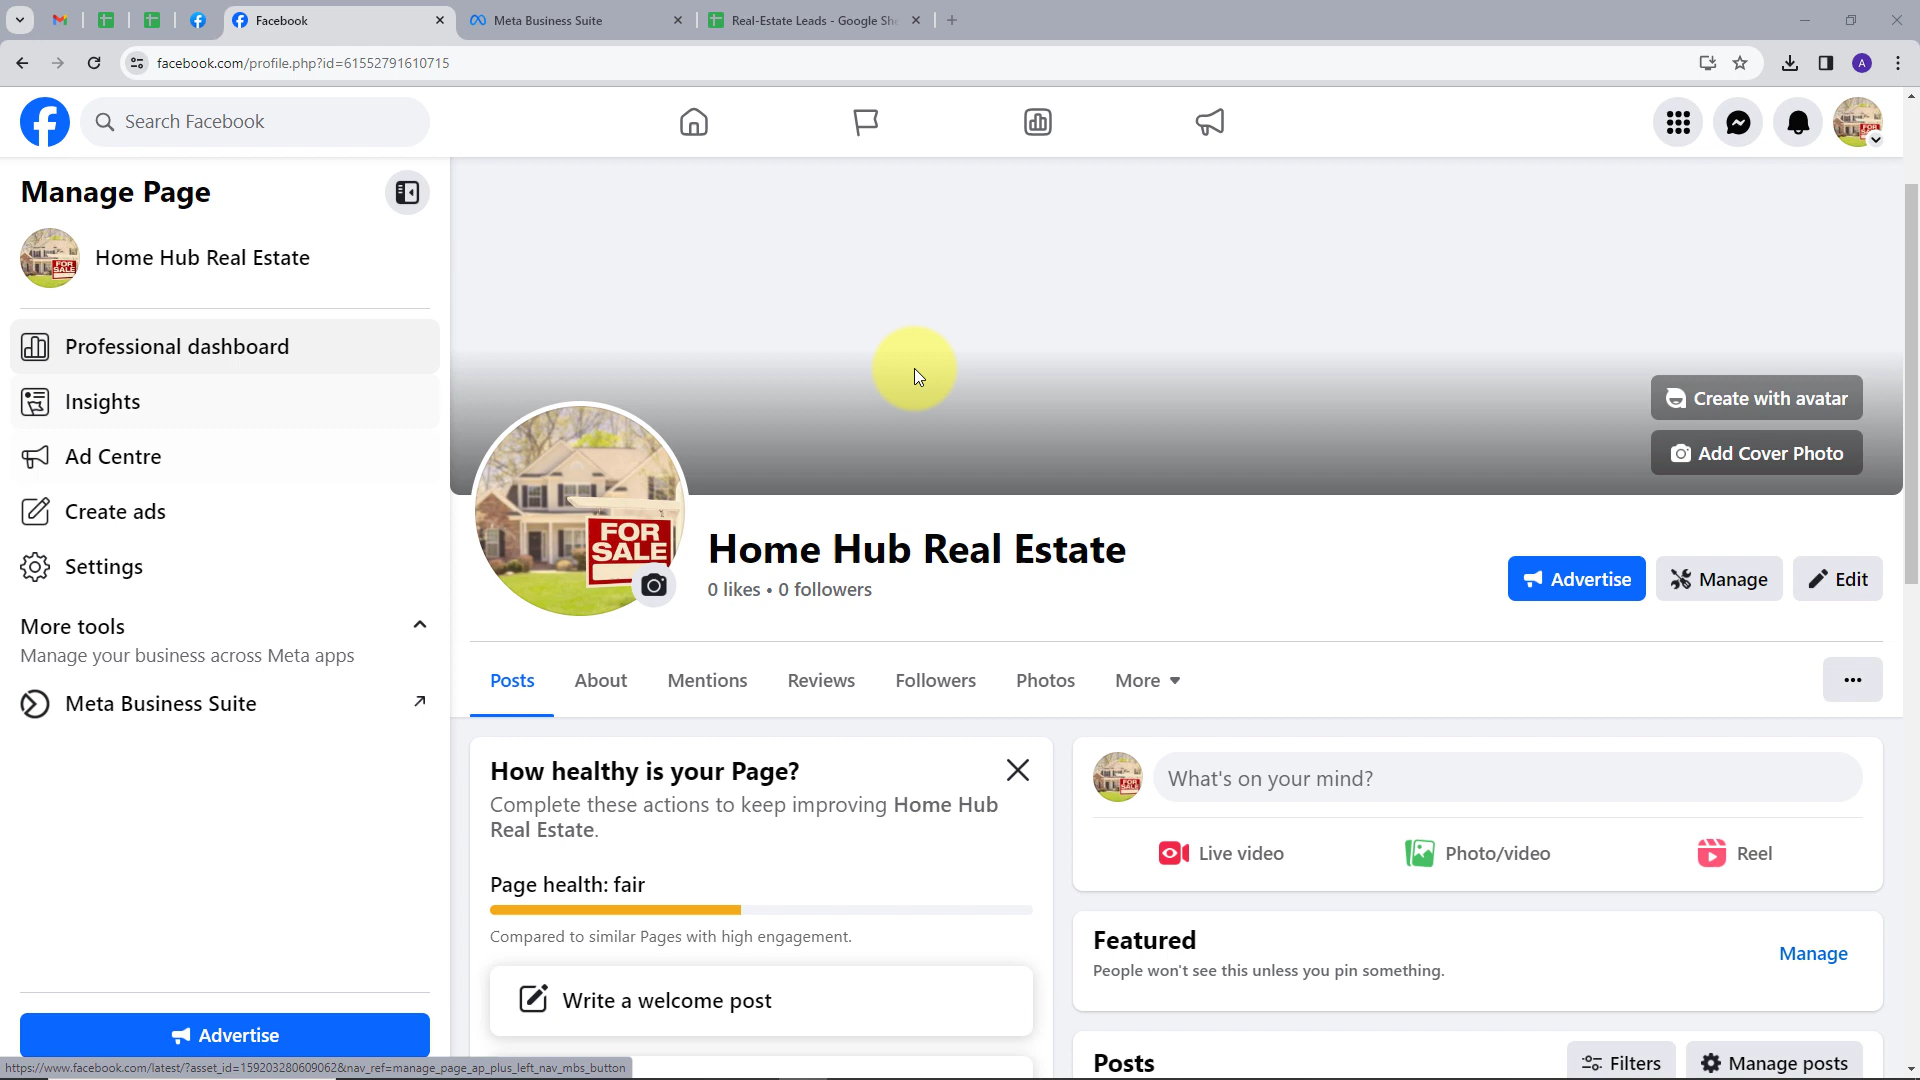 Facebook
Meta Business Suite
Real-Estate Leads - Google She
facebook.com/profile.php?id=61552791610715
A
Search Facebook
Manage Page
Home Hub Real Estate
Professional dashboard
Insights
Ad Centre
Create ads
Settings
More tools
Manage your business across Meta apps
Meta Business Suite
Advertise
https://www.facebook.com/latest/?asset_id=159203280609062&nav_ref=manage_page_ap_plus_left_nav_mbs_button
Create with avatar
Add Cover Photo
FOR
SALE
Home Hub Real Estate
0 likes • 0 followers
Advertise
Manage
Edit
Posts
About
Mentions
Reviews
Followers
Photos
More
How healthy is your Page?
Complete these actions to keep improving Home Hub
Real Estate.
Page health: fair
Compared to similar Pages with high engagement.
Write a welcome post
What's on your mind?
Live video
Photo/video
Reel
Featured
People won't see this unless you pin something.
Manage
Posts
Filters
Manage posts